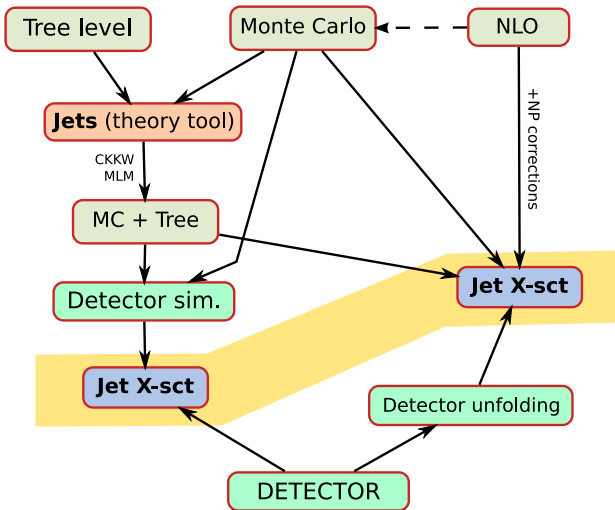 Tree level
Monte Carlo
NLO
Jets (theory tool)
+NP corrections
CKKW
MLM
MC + Tree
Jet X-sct
Detector sim.
Jet X-sct
Detector unfolding
DETECTOR